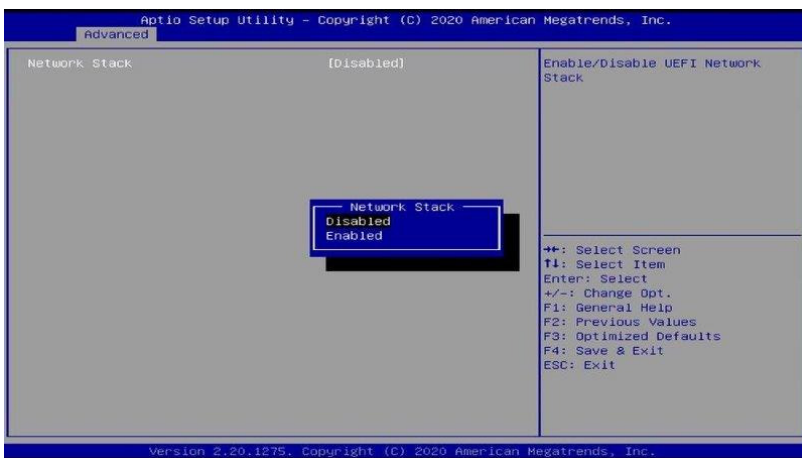 Aptio Setup Utility – Copyright (C) 2020 American Megatrends, Inc.
Advanced
Network Stack [Disabled]
Enable/Disable UEFI Network
Stack
Network Stack
Disabled
Enabled
→←: Select Screen
↑↓: Select Item
Enter: Select
+/-: Change Opt.
F1: General Help
F2: Previous Values
F3: Optimized Defaults
F4: Save & Exit
ESC: Exit
Version 2.20.1275. Copyright (C) 2020 American Megatrends, Inc.